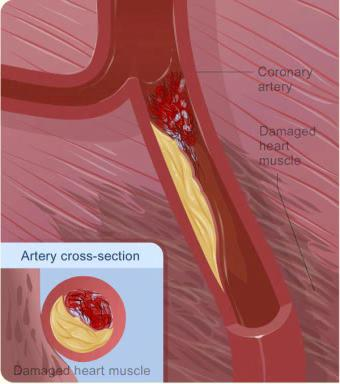 Coronary
artery
Damaged
heart
muscle
Artery cross-section
Damaged heart muscle